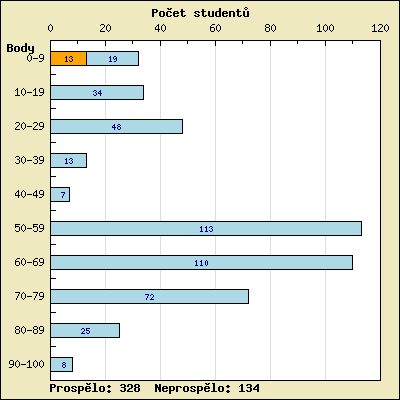 Počet studentů
0 20 40 60 80 100 120
Body
0-9 13 19
10-19 34
20-29 48
30-39 13
40-49 7
50-59 113
60-69 110
70-79 72
80-89 25
90-100 8
Prospělo: 328 Neprospělo: 134